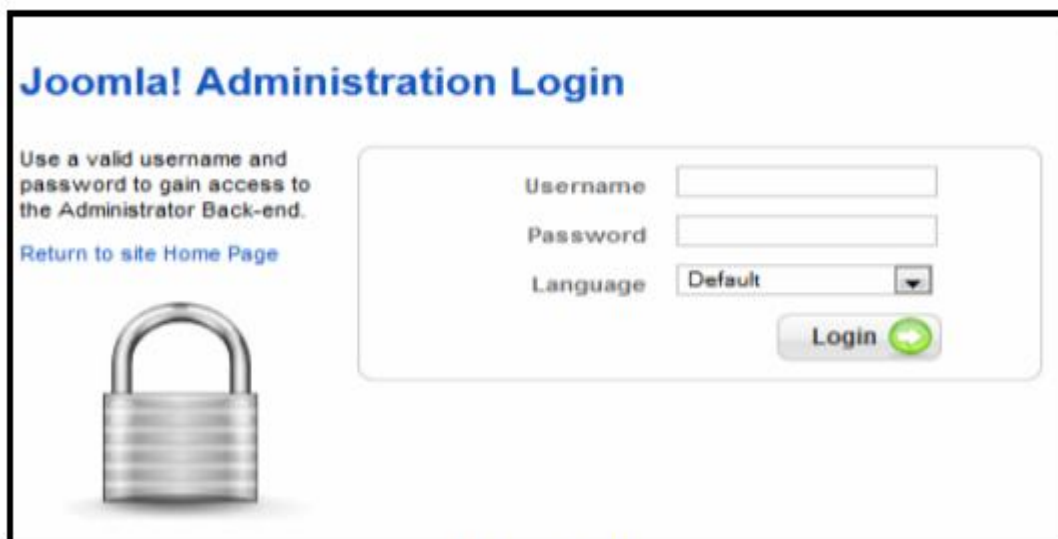 Joomla! Administration Login
Use a valid username and
password to gain access to
the Administrator Back-end.
Return to site Home Page
Username
Password
Language
Default
Login